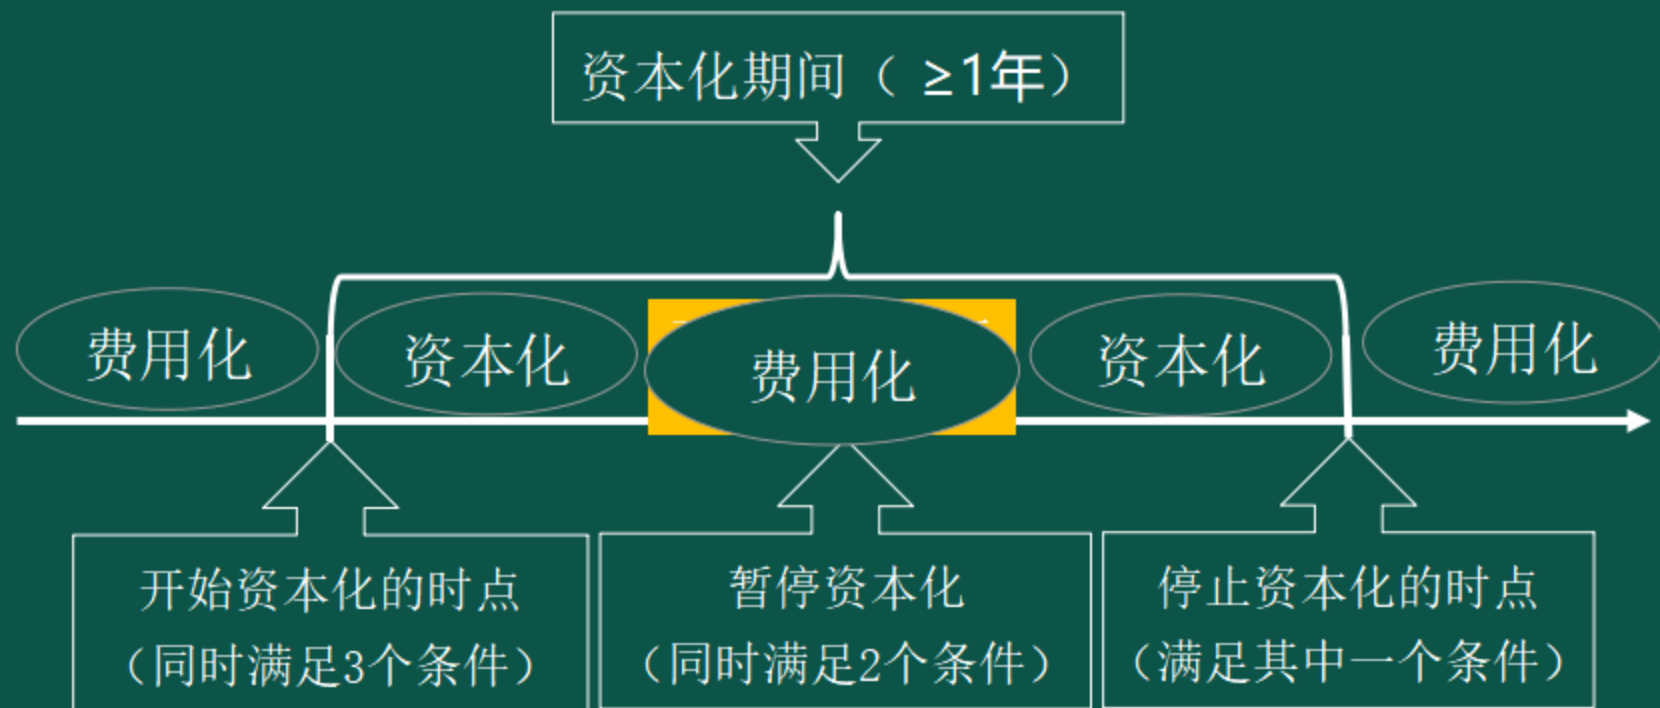 资本化期间（ ≥1年）
费用化
资本化
费用化
资本化
费用化
开始资本化的时点
（同时满足3个条件）
暂停资本化
（同时满足2个条件）
停止资本化的时点
（满足其中一个条件）